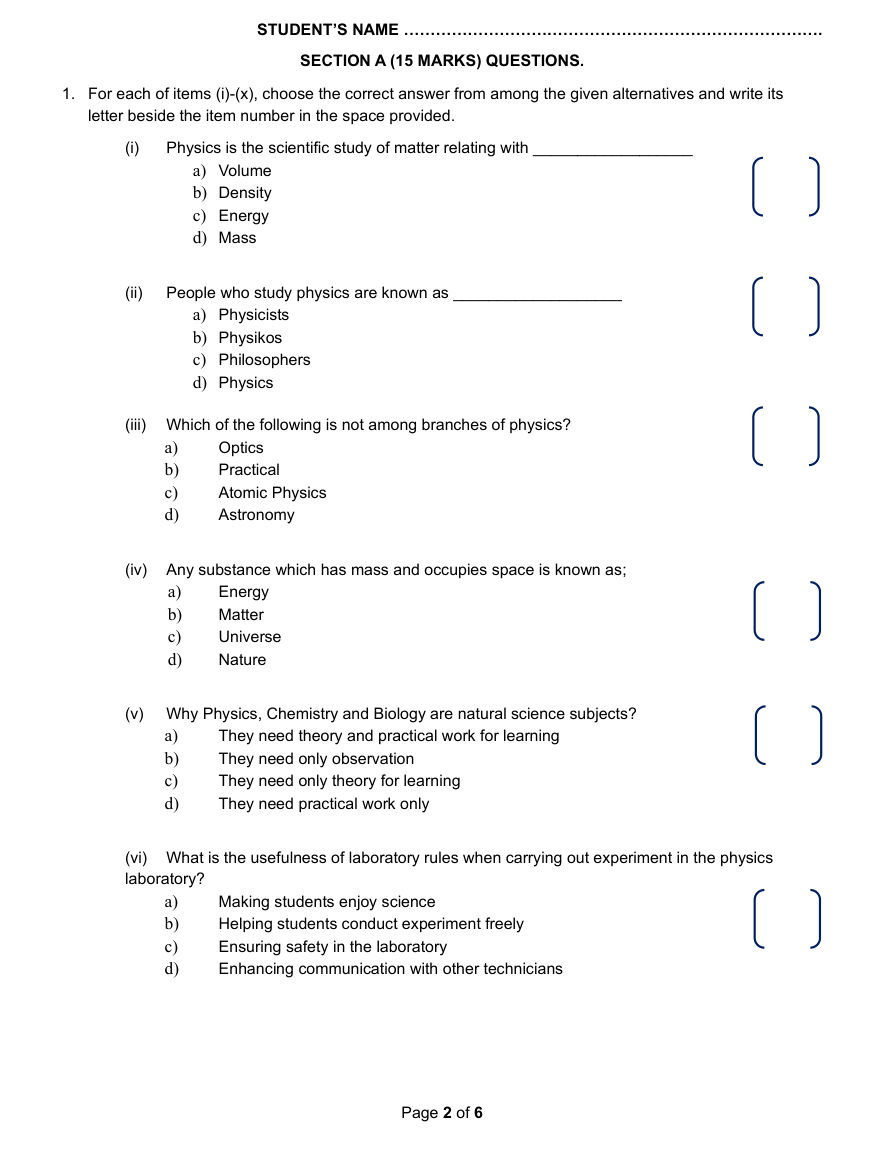 STUDENT'S NAME …………………………………………………………………….
SECTION A (15 MARKS) QUESTIONS.
1. For each of items (i)-(x), choose the correct answer from among the given alternatives and write its
letter beside the item number in the space provided.
(i) Physics is the scientific study of matter relating with ___________________
a) Volume
b) Density
c) Energy
d) Mass
(ii) People who study physics are known as ____________________
a) Physicists
b) Physikos
c) Philosophers
d) Physics
(iii) Which of the following is not among branches of physics?
a) Optics
b) Practical
c) Atomic Physics
d) Astronomy
(iv) Any substance which has mass and occupies space is known as;
a) Energy
b) Matter
c) Universe
d) Nature
(v) Why Physics, Chemistry and Biology are natural science subjects?
a) They need theory and practical work for learning
b) They need only observation
c) They need only theory for learning
d) They need practical work only
(vi) What is the usefulness of laboratory rules when carrying out experiment in the physics
laboratory?
a) Making students enjoy science
b) Helping students conduct experiment freely
c) Ensuring safety in the laboratory
d) Enhancing communication with other technicians
Page 2 of 6